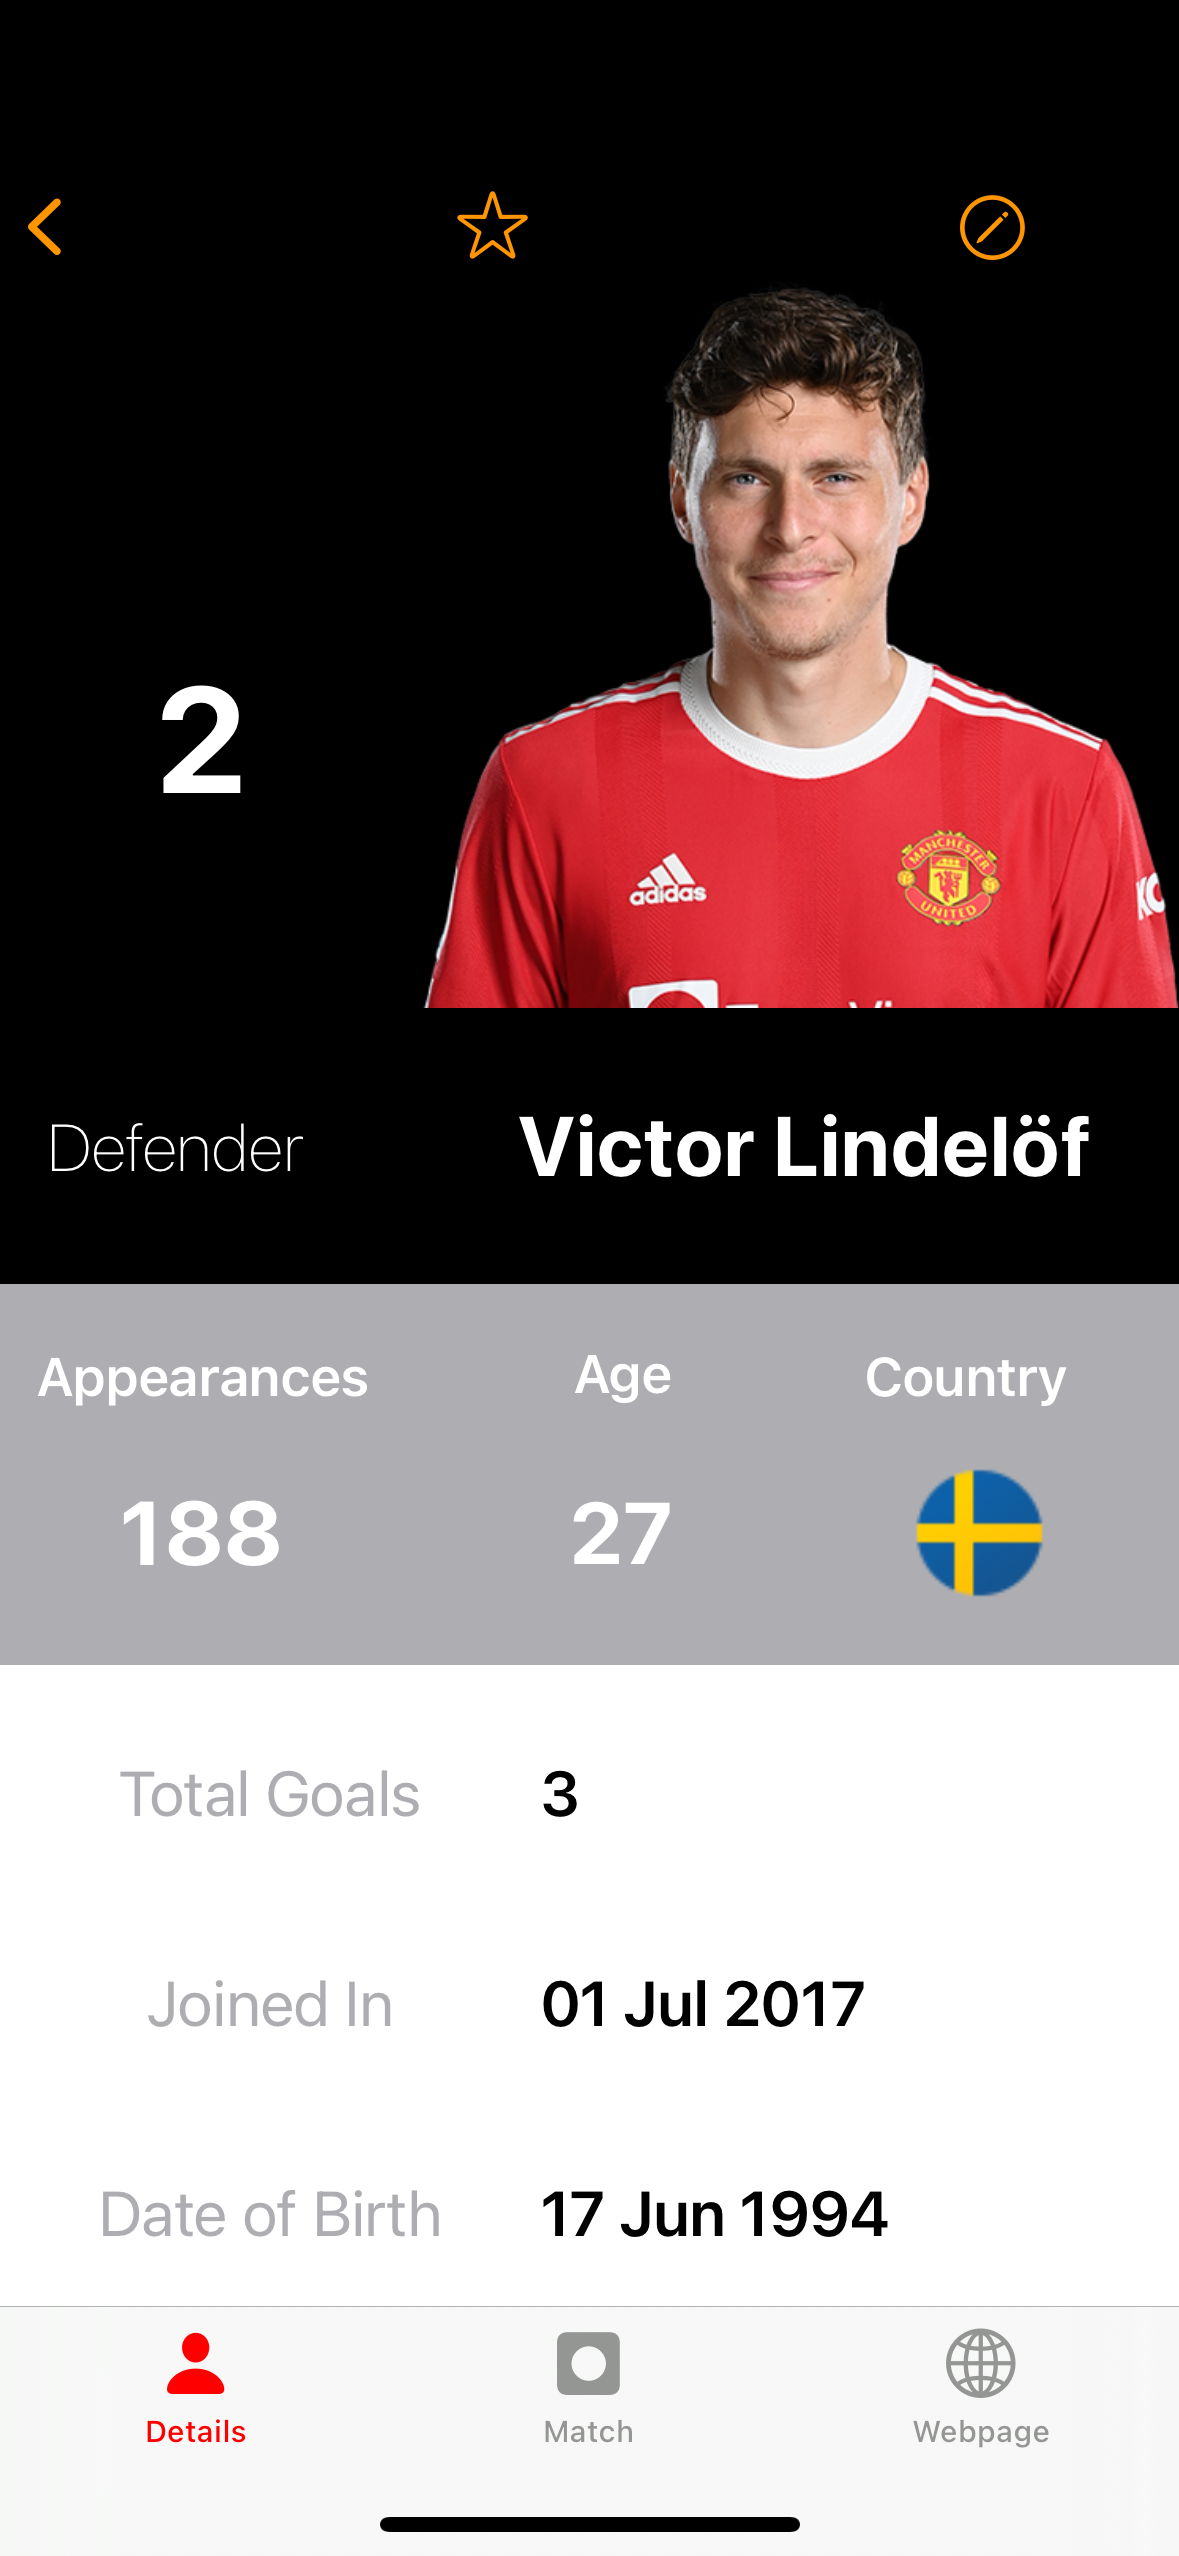 2
adidas
MANCHESTER
UNITED
KO
Defender
Victor Lindelöf
Appearances
Age
Country
188
27
Total Goals
3
Joined In
01 Jul 2017
Date of Birth
17 Jun 1994
Details
Match
Webpage